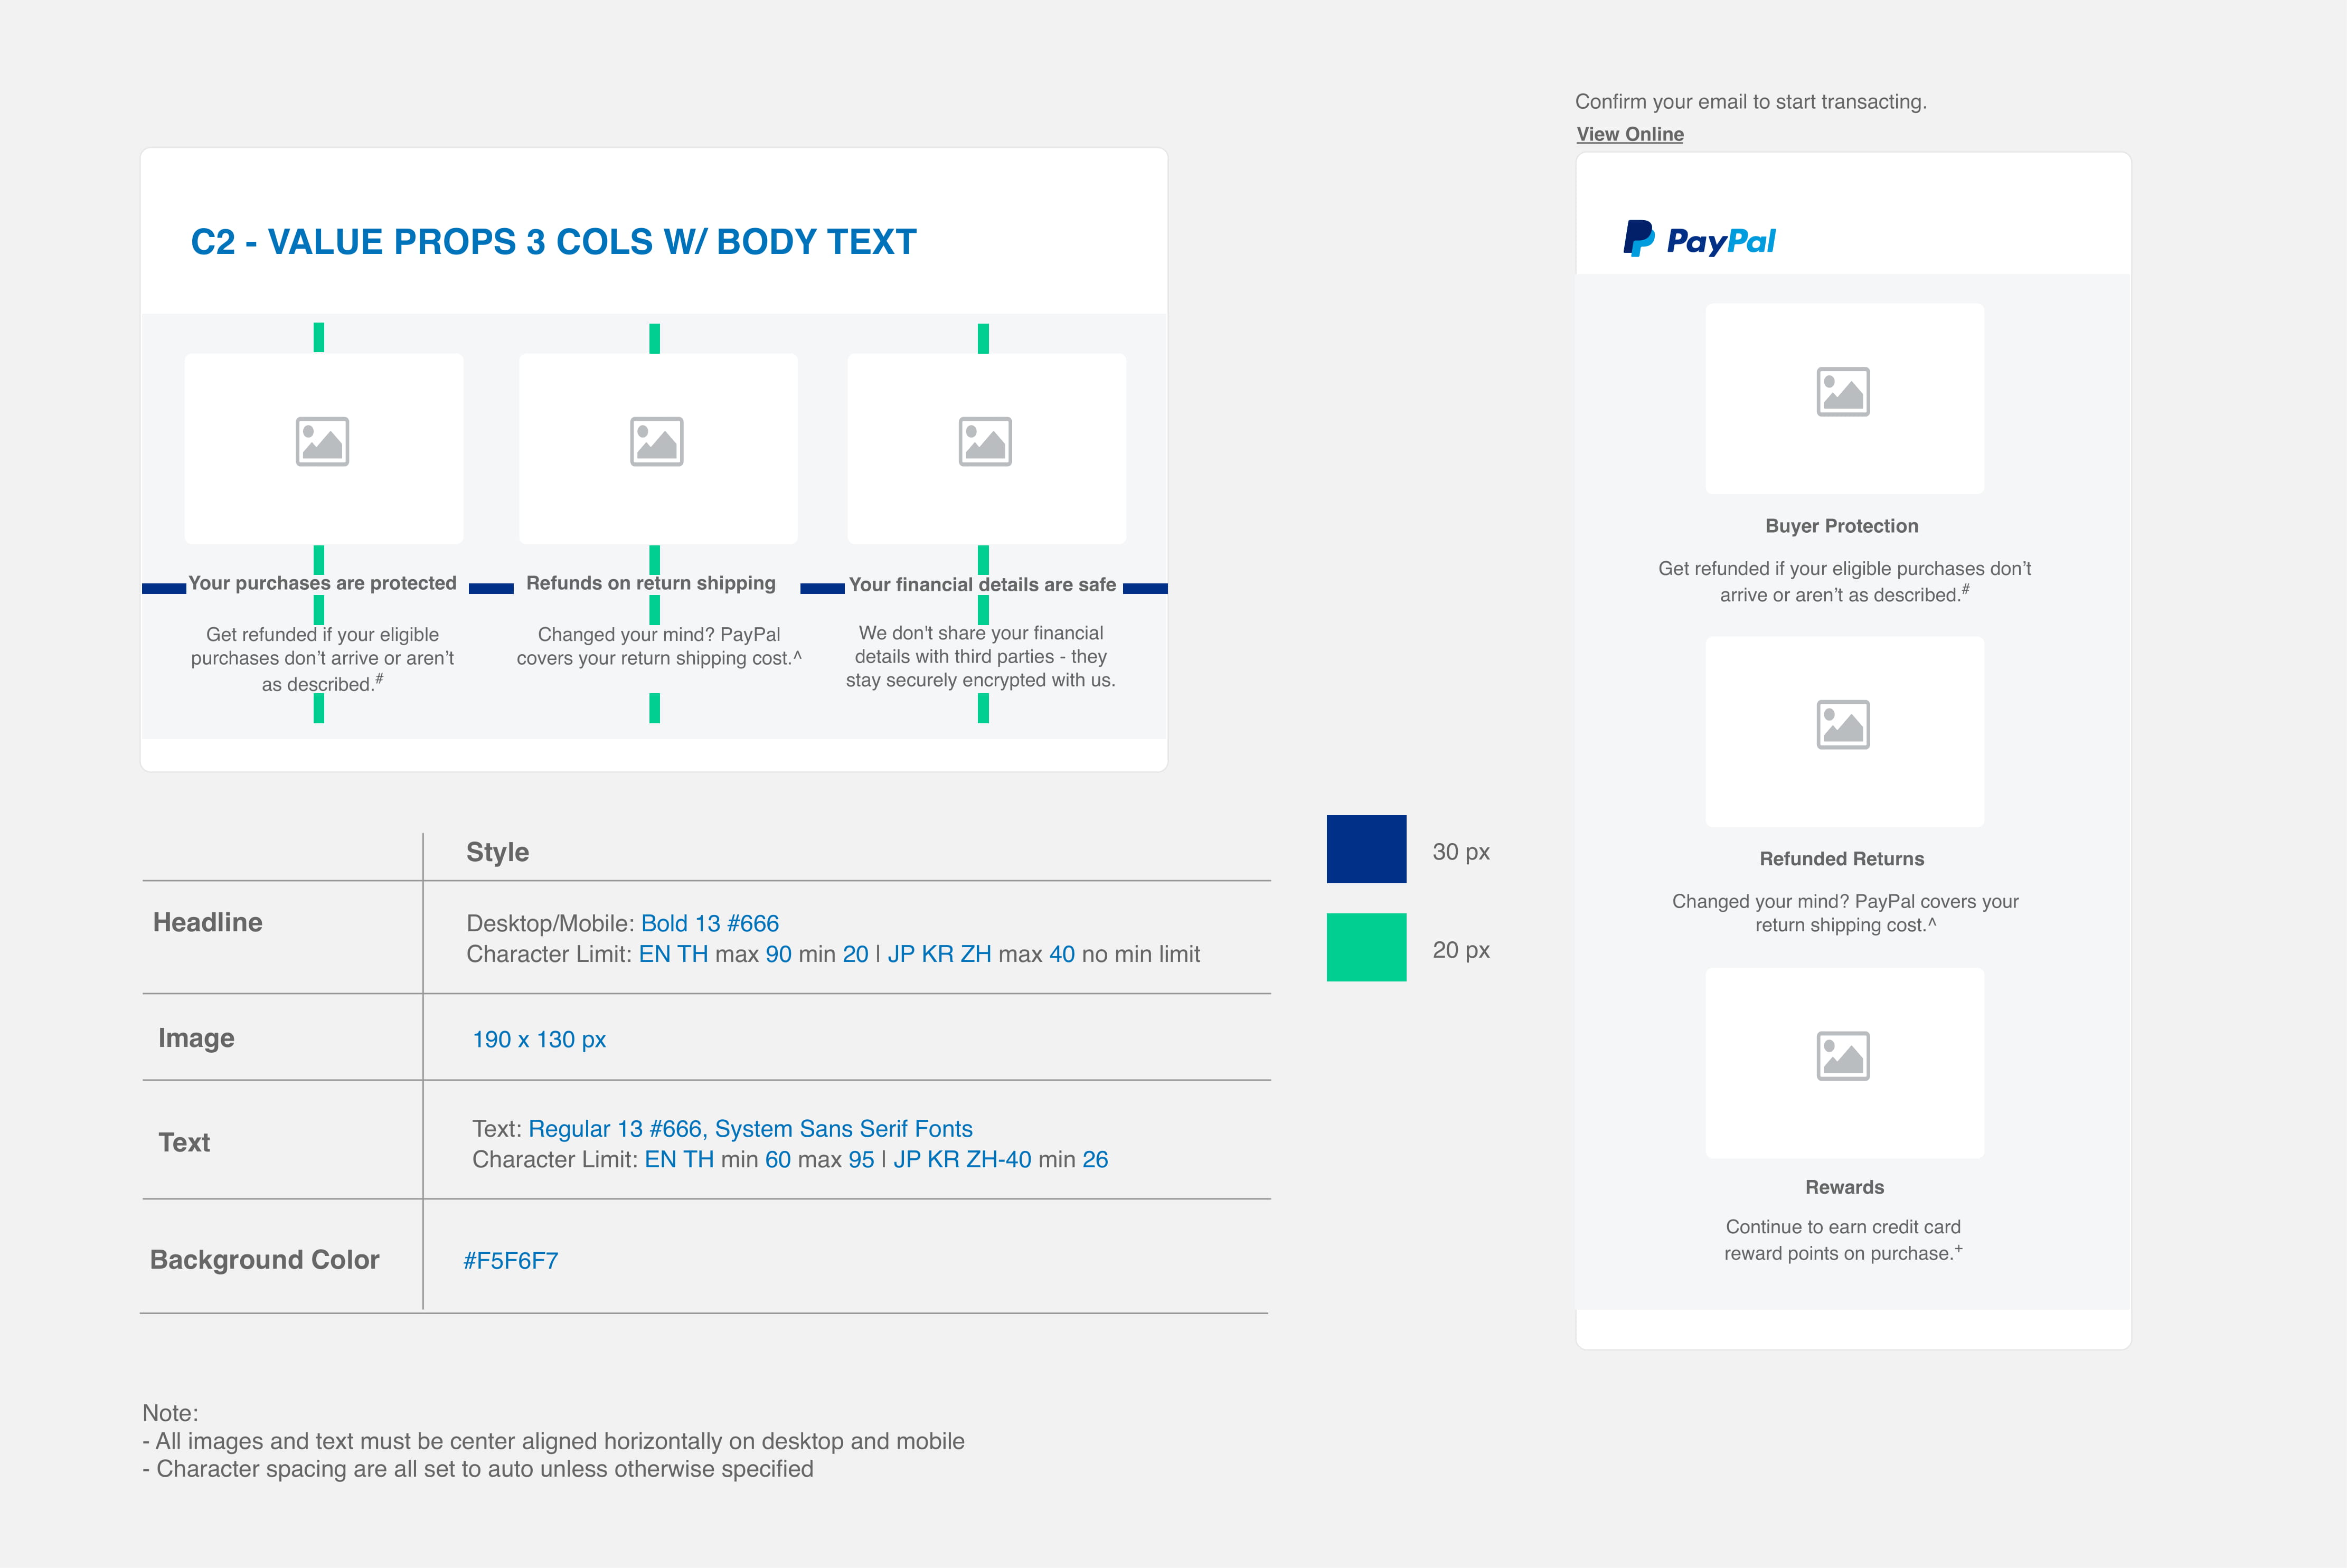 C2 - VALUE PROPS 3 COLS W/ BODY TEXT
Your purchases are protected
Get refunded if your eligible
purchases don’t arrive or aren’t
as described.#
Refunds on return shipping
Changed your mind? PayPal
covers your return shipping cost.^
Your financial details are safe
We don't share your financial
details with third parties - they
stay securely encrypted with us.
Style
Headline
Desktop/Mobile: Bold 13 #666
Character Limit: EN TH max 90 min 20 | JP KR ZH max 40 no min limit
Image
190 x 130 px
Text
Text: Regular 13 #666, System Sans Serif Fonts
Character Limit: EN TH min 60 max 95 | JP KR ZH-40 min 26
Background Color
#F5F6F7
30 px
20 px
Note:
- All images and text must be center aligned horizontally on desktop and mobile
- Character spacing are all set to auto unless otherwise specified
Confirm your email to start transacting.
View Online
PayPal
Buyer Protection
Get refunded if your eligible purchases don’t
arrive or aren’t as described.#
Refunded Returns
Changed your mind? PayPal covers your
return shipping cost.^
Rewards
Continue to earn credit card
reward points on purchase.+